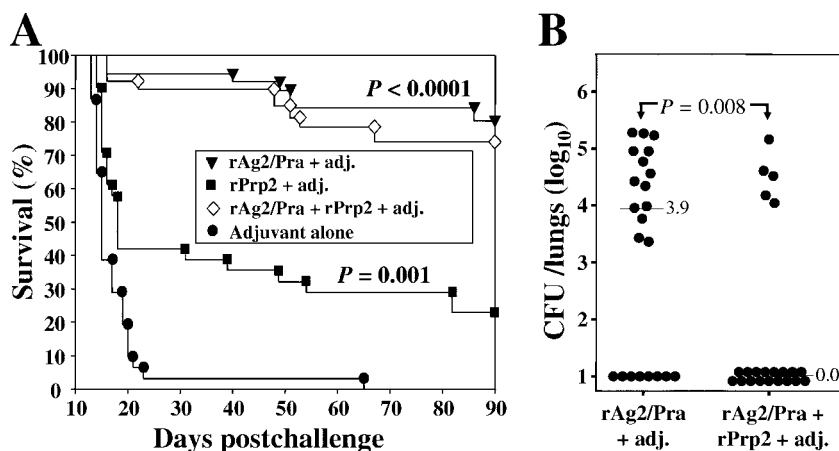 A
100
90
80
70
60
50
40
30
20
10
0
Survival (%)
P < 0.0001
rAg2/Pra + adj.
rPrp2 + adj.
rAg2/Pra + rPrp2 + adj.
Adjuvant alone
P = 0.001
10 20 30 40 50 60 70 80 90
Days postchallenge
B
6
5
4
3
2
1
CFU /lungs (log10)
P = 0.008
3.9
0.0
rAg2/Pra
+ adj.
rAg2/Pra +
rPrp2 + adj.